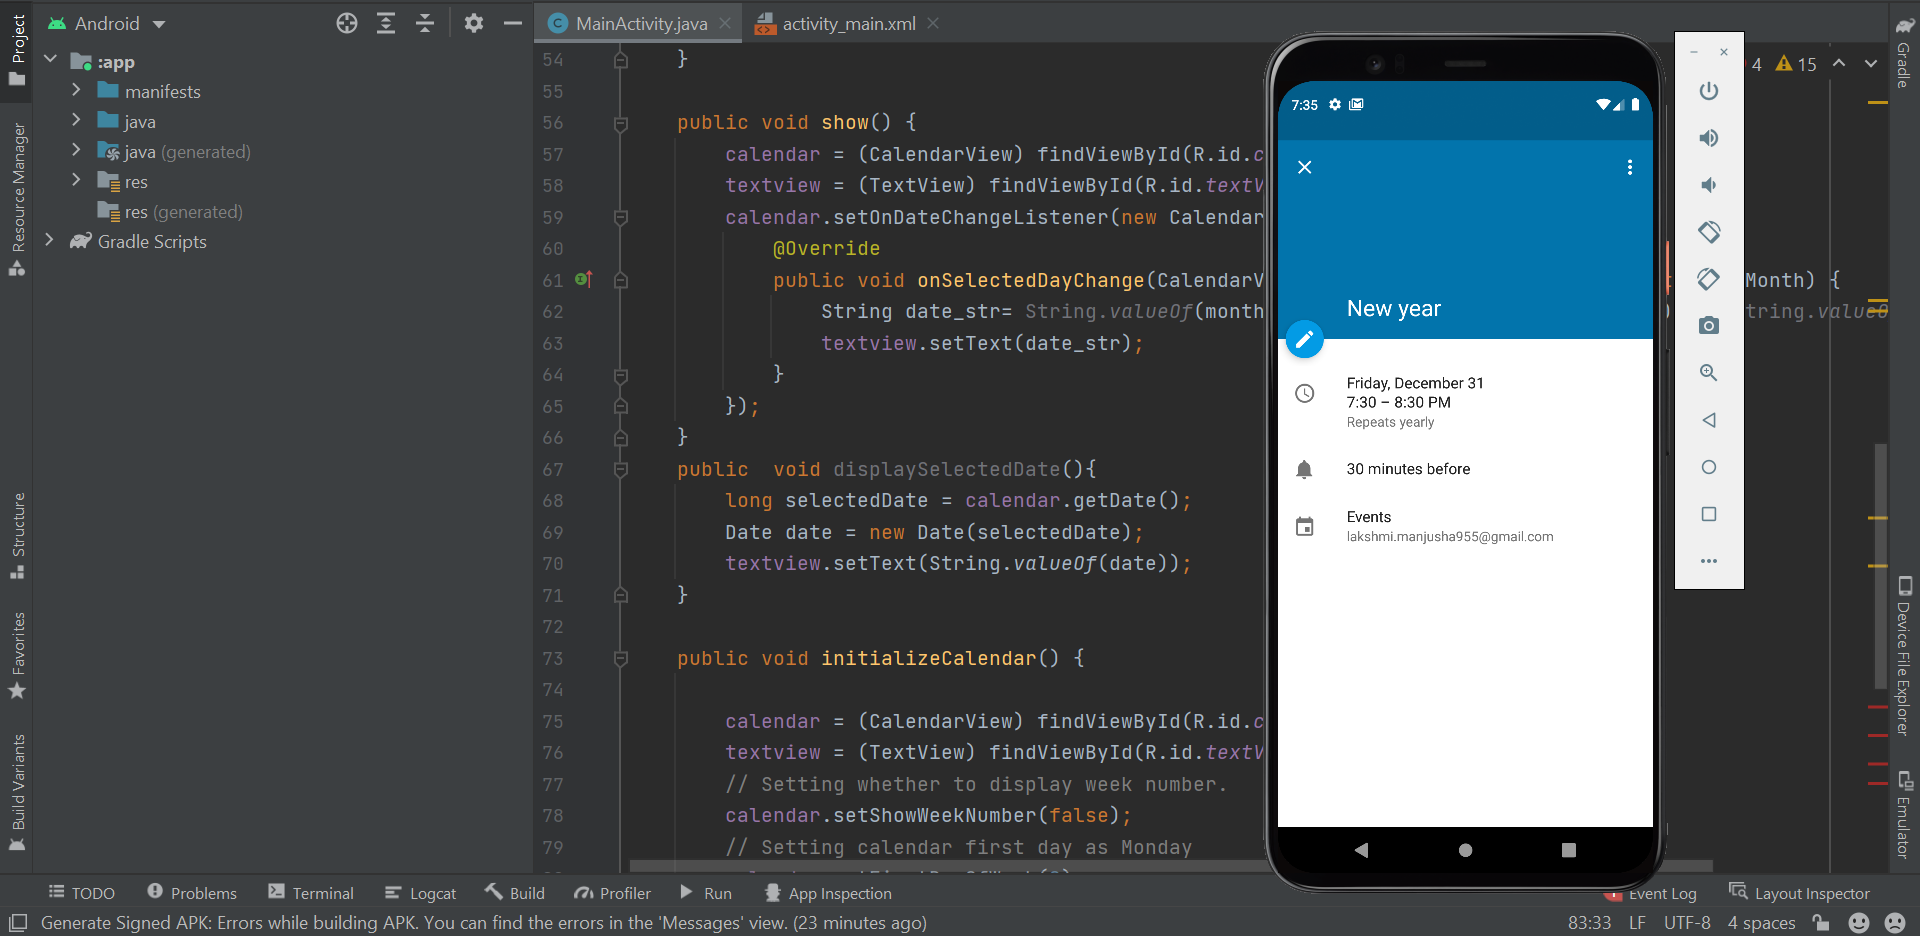 Android
MainActivity.java
activity_main.xml
Project
Resource Manager
Structure
Favorites
Build Variants
:app
manifests
java
java (generated)
res
res (generated)
Gradle Scripts
54 }
55
56 public void show() {
57 calendar = (CalendarView) findViewById(R.id.c
58 textview = (TextView) findViewById(R.id.textV
59 calendar.setOnDateChangeListener(new Calendar
60 @Override
61 public void onSelectedDayChange(CalendarV Month) {
62 String date_str= String.valueOf(month tring.valueO
63 textview.setText(date_str);
64 }
65 });
66 }
67 public  void displaySelectedDate(){
68 long selectedDate = calendar.getDate();
69 Date date = new Date(selectedDate);
70 textview.setText(String.valueOf(date));
71 }
72
73 public void initializeCalendar() {
74
75 calendar = (CalendarView) findViewById(R.id.c
76 textview = (TextView) findViewById(R.id.textV
77 // Setting whether to display week number.
78 calendar.setShowWeekNumber(false);
79 // Setting calendar first day as Monday
4 15
7:35
New year
Friday, December 31
7:30 – 8:30 PM
Repeats yearly
30 minutes before
Events
lakshmi.manjusha955@gmail.com
Gradle
Device File Explorer
Emulator
TODO Problems Terminal Logcat Build Profiler Run App Inspection Event Log Layout Inspector
Generate Signed APK: Errors while building APK. You can find the errors in the 'Messages' view. (23 minutes ago) 83:33 LF UTF-8 4 spaces